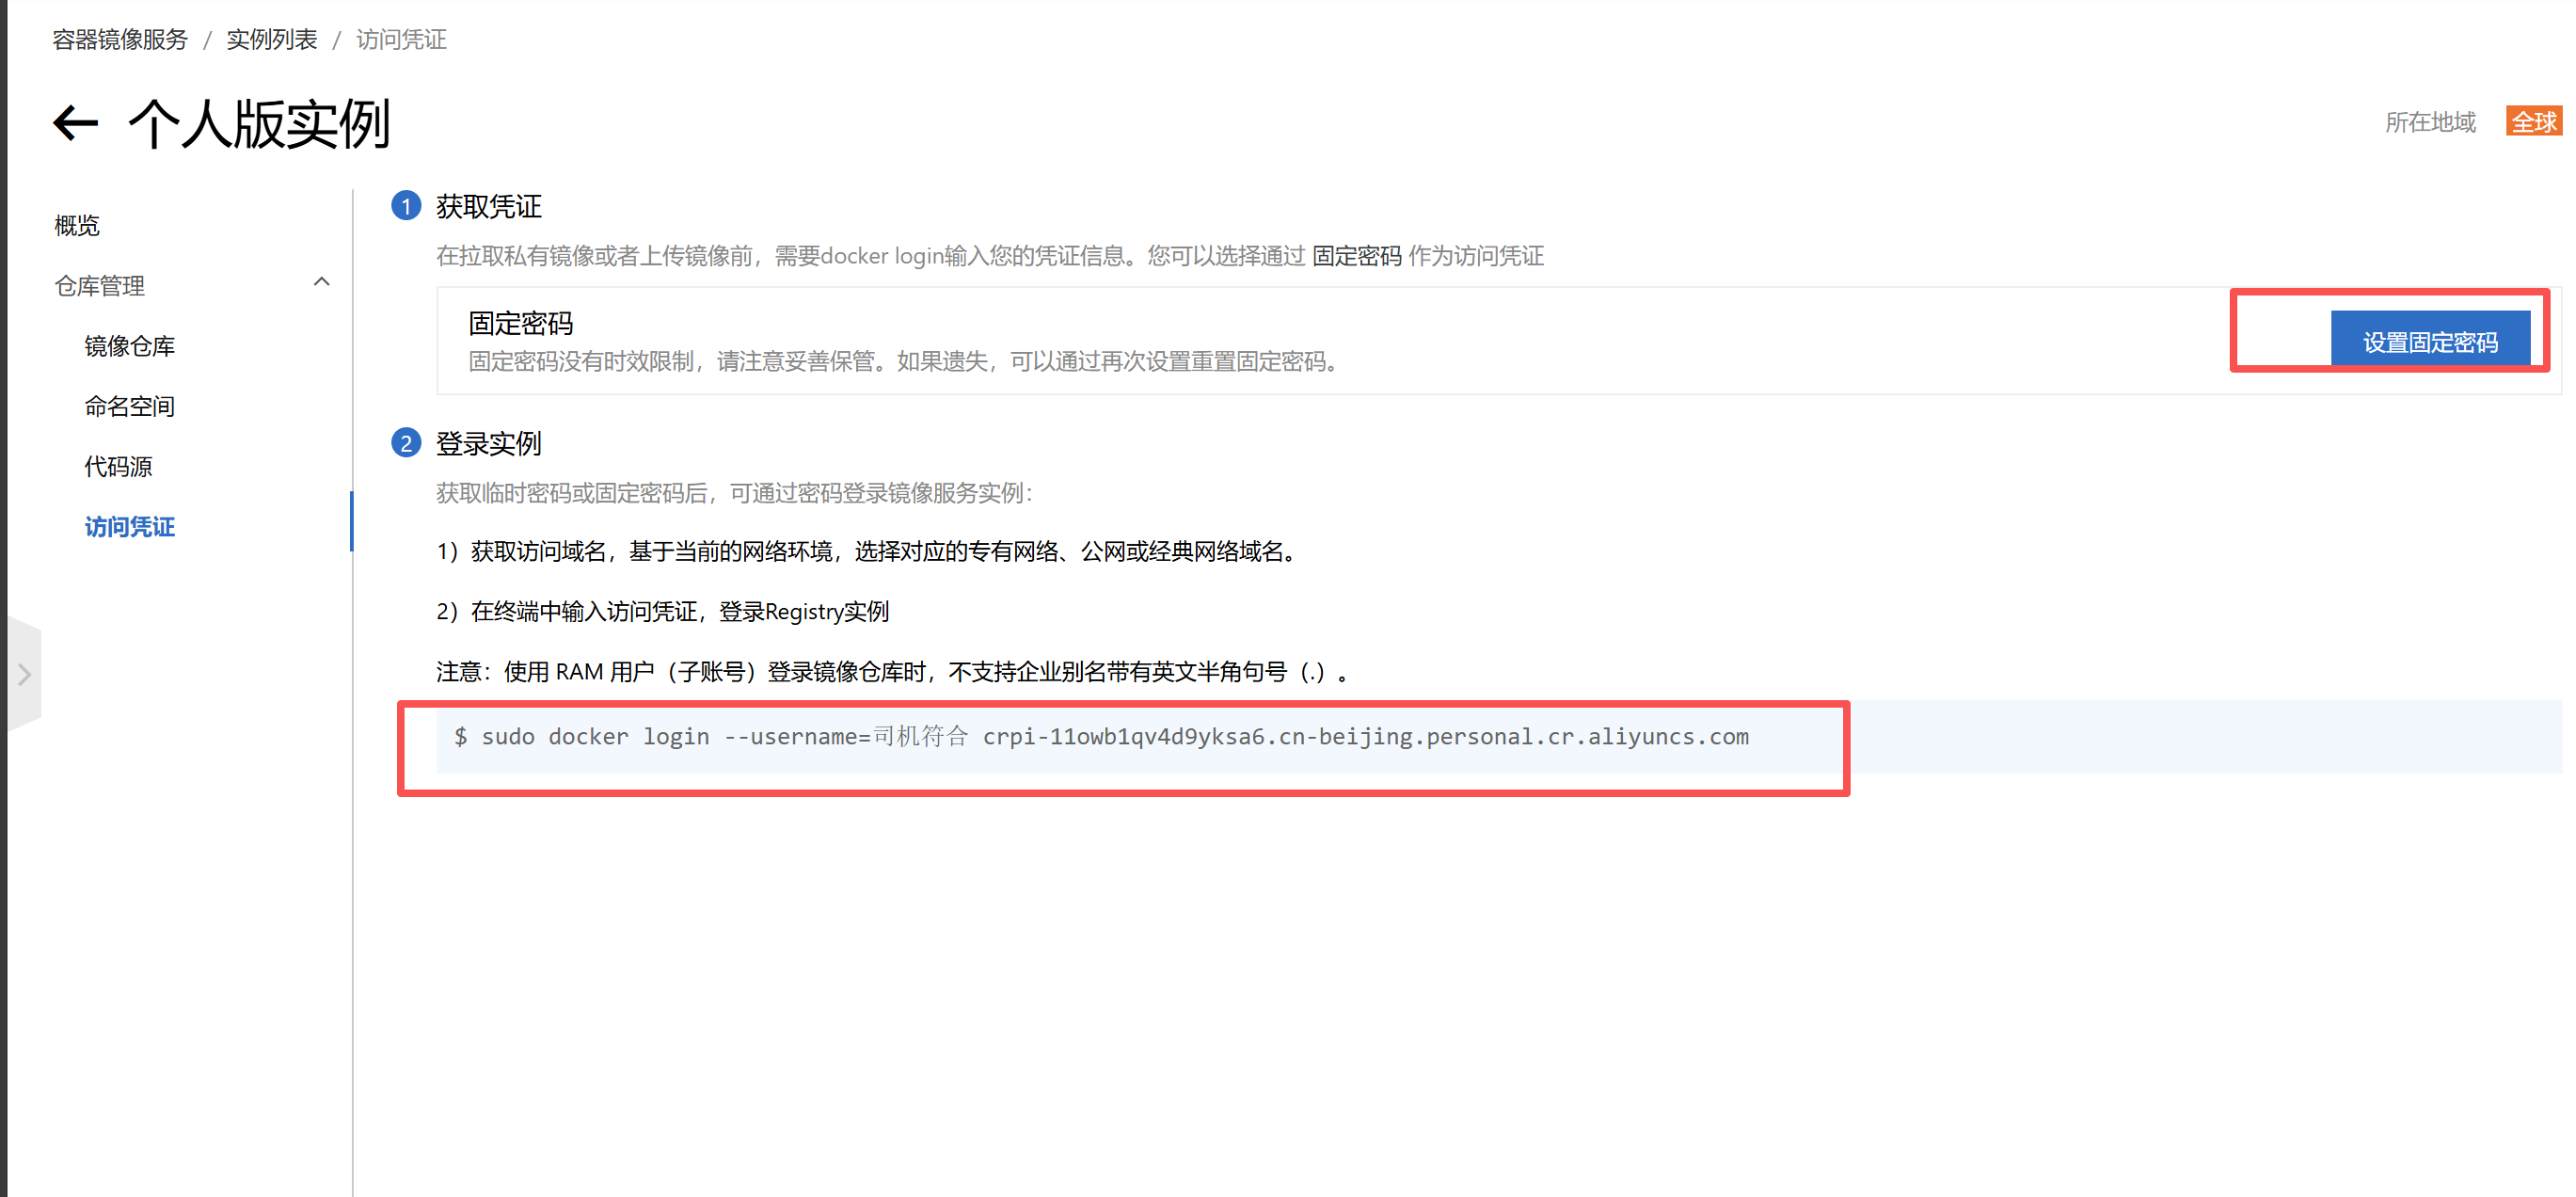 容器镜像服务 / 实例列表 / 访问凭证
个人版实例
所在地域 全球
概览
仓库管理
镜像仓库
命名空间
代码源
访问凭证
1 获取凭证
在拉取私有镜像或者上传镜像前，需要docker login输入您的凭证信息。您可以选择通过 固定密码 作为访问凭证
固定密码
固定密码没有时效限制，请注意妥善保管。如果遗失，可以通过再次设置重置固定密码。
设置固定密码
2 登录实例
获取临时密码或固定密码后，可通过密码登录镜像服务实例：
1）获取访问域名，基于当前的网络环境，选择对应的专有网络、公网或经典网络域名。
2）在终端中输入访问凭证，登录Registry实例
注意：使用 RAM 用户（子账号）登录镜像仓库时，不支持企业别名带有英文半角句号（.）。
$ sudo docker login --username=司机符合 crpi-11owb1qv4d9yksa6.cn-beijing.personal.cr.aliyuncs.com